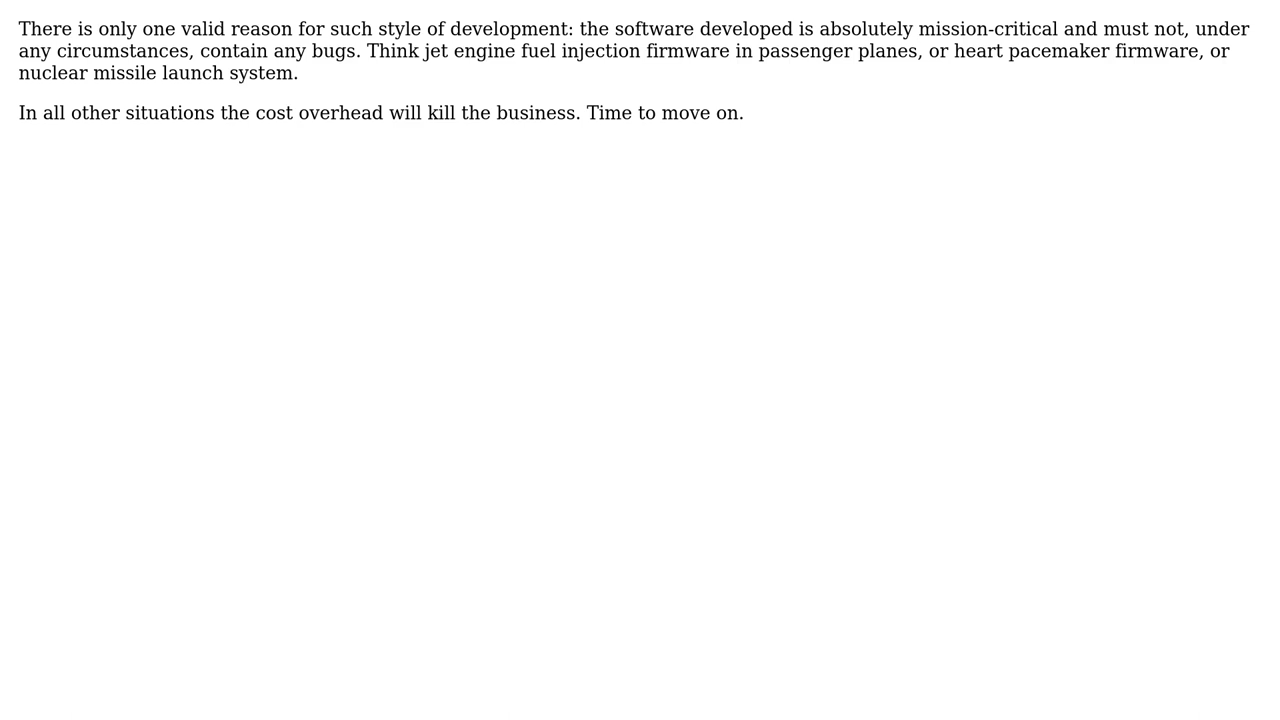 There is only one valid reason for such style of development: the software developed is absolutely mission-critical and must not, under
any circumstances, contain any bugs. Think jet engine fuel injection firmware in passenger planes, or heart pacemaker firmware, or
nuclear missile launch system.
In all other situations the cost overhead will kill the business. Time to move on.